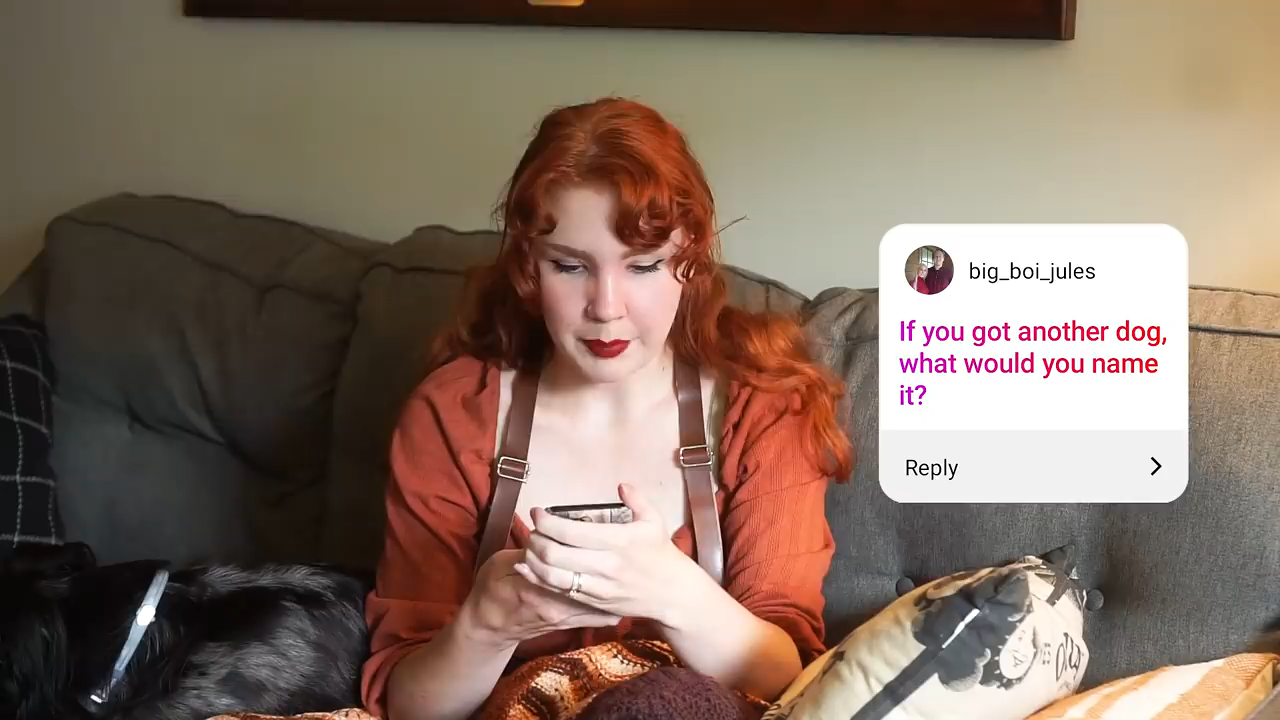 big_boi_jules
If you got another dog,
what would you name
it?
Reply